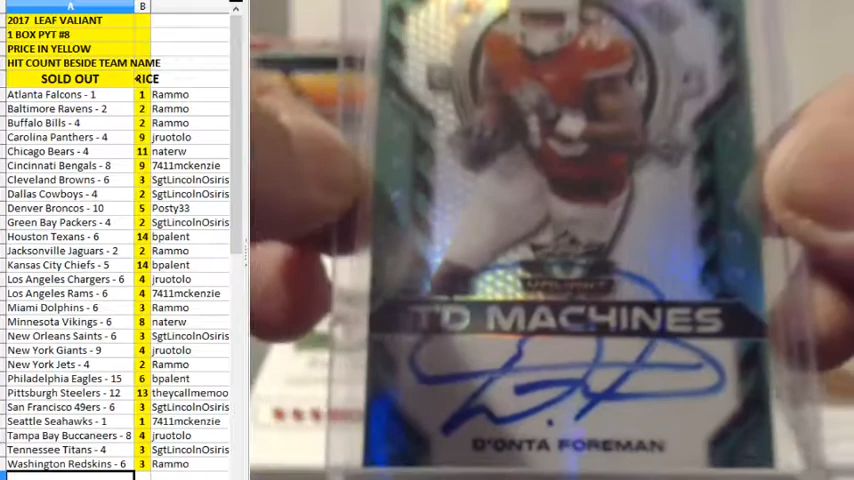 A B
2017 LEAF VALIANT
1 BOX PYT #8
PRICE IN YELLOW
HIT COUNT BESIDE TEAM NAME
SOLD OUT RICE
Atlanta Falcons - 1 1 Rammo
Baltimore Ravens - 2 2 Rammo
Buffalo Bills - 4 2 Rammo
Carolina Panthers - 4 9 jruotolo
Chicago Bears - 4 11 naterw
Cincinnati Bengals - 8 9 7411mckenzie
Cleveland Browns - 6 3 SgtLincolnOsiris
Dallas Cowboys - 4 2 SgtLincolnOsiris
Denver Broncos - 10 5 Posty33
Green Bay Packers - 4 2 SgtLincolnOsiris
Houston Texans - 6 14 bpalent
Jacksonville Jaguars - 2 2 Rammo
Kansas City Chiefs - 5 14 bpalent
Los Angeles Chargers - 6 4 jruotolo
Los Angeles Rams - 6 4 7411mckenzie
Miami Dolphins - 6 3 Rammo
Minnesota Vikings - 6 8 naterw
New Orleans Saints - 6 3 SgtLincolnOsiris
New York Giants - 9 4 jruotolo
New York Jets - 4 2 Rammo
Philadelphia Eagles - 15 6 bpalent
Pittsburgh Steelers - 12 13 theycallmemoo
San Francisco 49ers - 6 3 SgtLincolnOsiris
Seattle Seahawks - 1 1 7411mckenzie
Tampa Bay Buccaneers - 8 4 jruotolo
Tennessee Titans - 4 3 SgtLincolnOsiris
Washington Redskins - 6 3 Rammo
VALIANT
TD MACHINES
D'ONTA FOREMAN